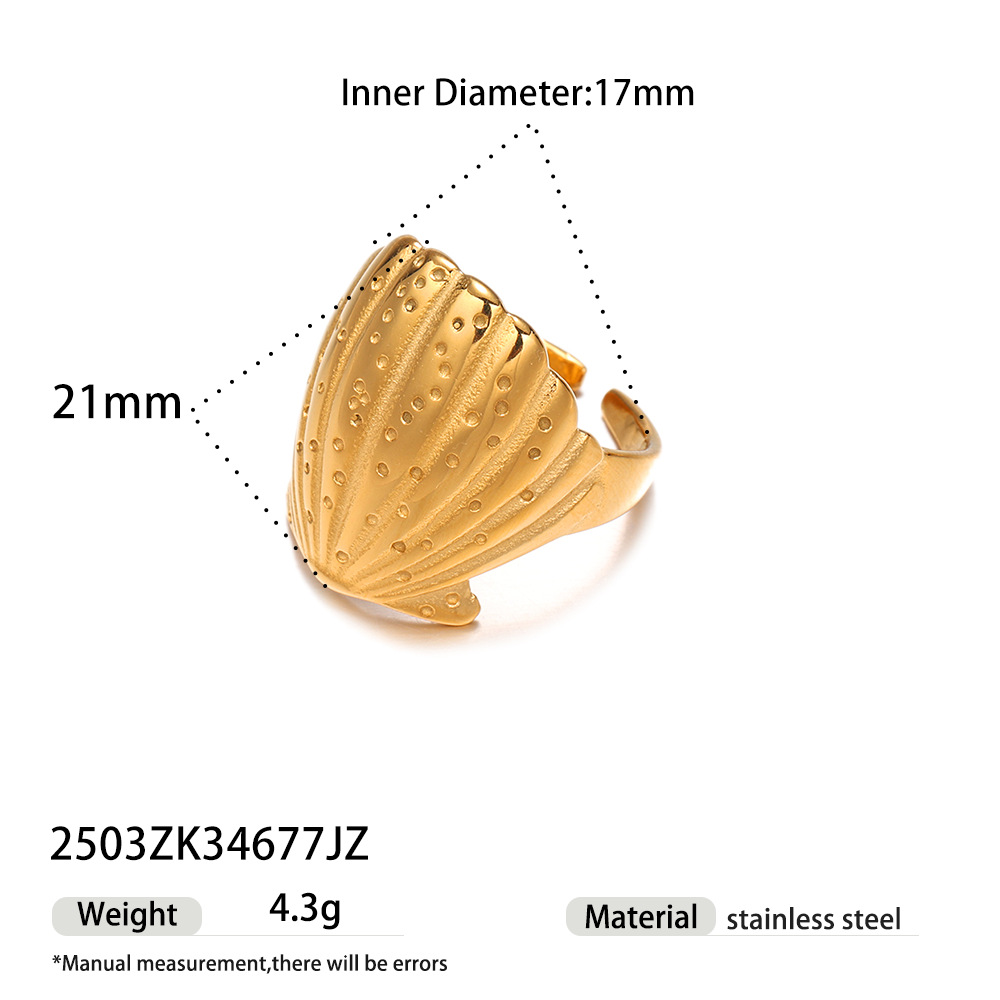 Inner Diameter:17mm
21mm
2503ZK34677JZ
Weight 4.3g
Material stainless steel
*Manual measurement,there will be errors